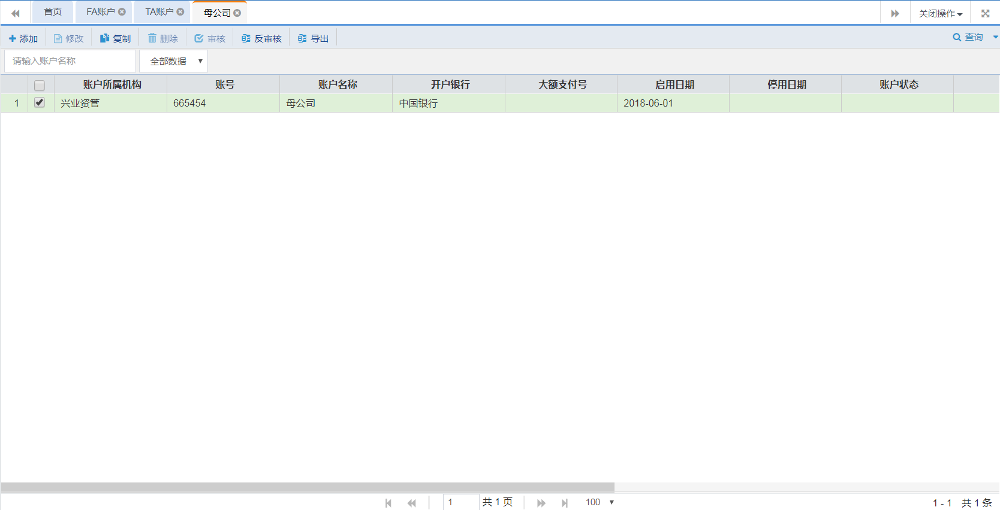 首页 FA账户 TA账户 母公司 关闭操作
添加 修改 复制 删除 审核 反审核 导出 查询
请输入账户名称 全部数据
账户所属机构 账号 账户名称 开户银行 大额支付号 启用日期 停用日期 账户状态
1 兴业资管 665454 母公司 中国银行 2018-06-01
1 共 1 页 100 1 - 1 共 1 条